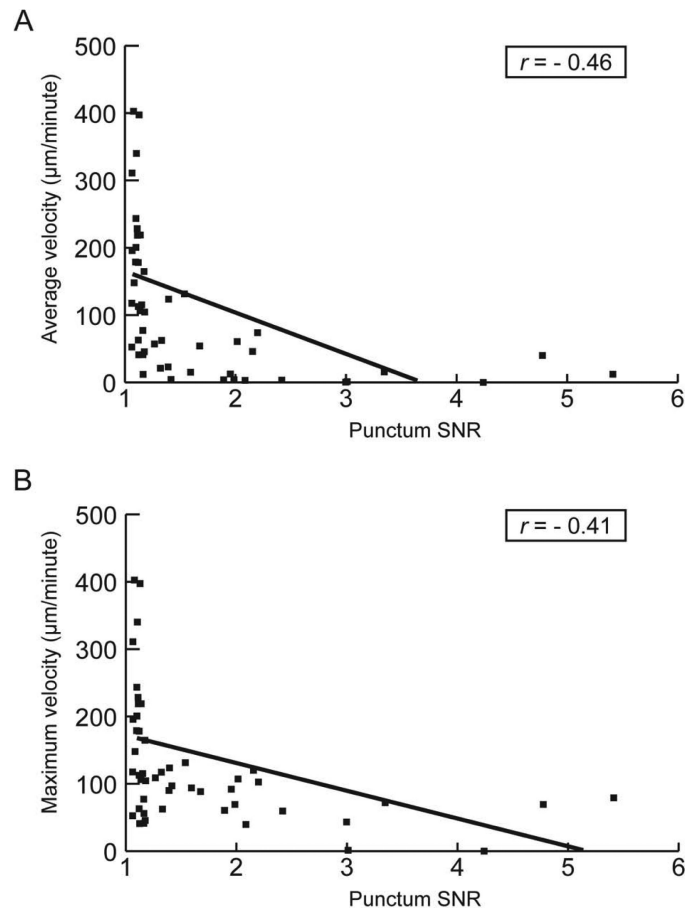 A
r = - 0.46
Average velocity (µm/minute)
500
400
300
200
100
0
1 2 3 4 5 6
Punctum SNR
B
r = - 0.41
Maximum velocity (µm/minute)
500
400
300
200
100
0
1 2 3 4 5 6
Punctum SNR